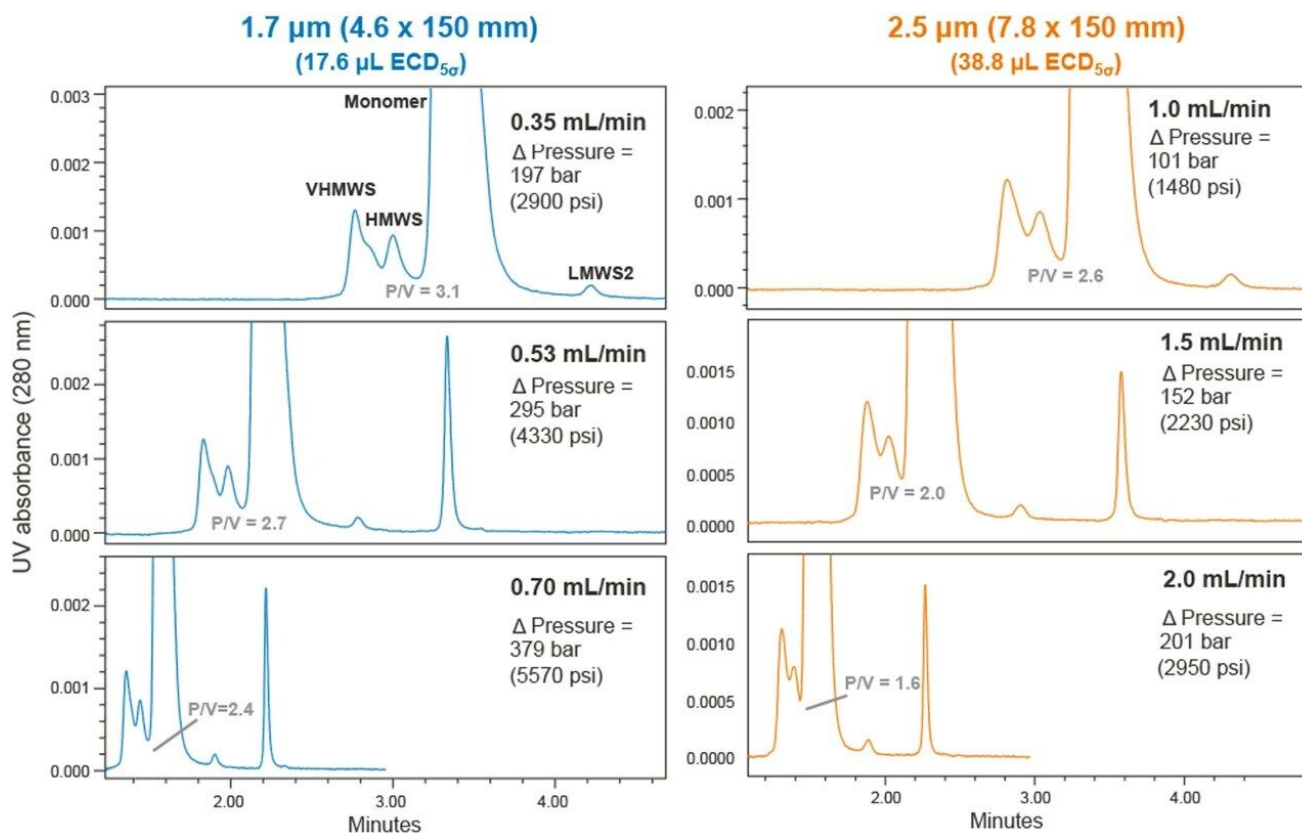 1.7 µm (4.6 x 150 mm)
(17.6 µL ECD5σ)
2.5 µm (7.8 x 150 mm)
(38.8 µL ECD5σ)
UV absorbance (280 nm)
0.003
0.002
0.001
0.000
Monomer
VHMWS
HMWS
LMWS2
P/V = 3.1
0.35 mL/min
Δ Pressure =
197 bar
(2900 psi)
0.002
0.001
0.000
P/V = 2.6
1.0 mL/min
Δ Pressure =
101 bar
(1480 psi)
0.002
0.001
0.000
P/V = 2.7
0.53 mL/min
Δ Pressure =
295 bar
(4330 psi)
0.0015
0.0010
0.0005
0.0000
P/V = 2.0
1.5 mL/min
Δ Pressure =
152 bar
(2230 psi)
0.002
0.001
0.000
P/V=2.4
0.70 mL/min
Δ Pressure =
379 bar
(5570 psi)
2.00 3.00 4.00
Minutes
0.0015
0.0010
0.0005
0.0000
P/V = 1.6
2.0 mL/min
Δ Pressure =
201 bar
(2950 psi)
2.00 3.00 4.00
Minutes